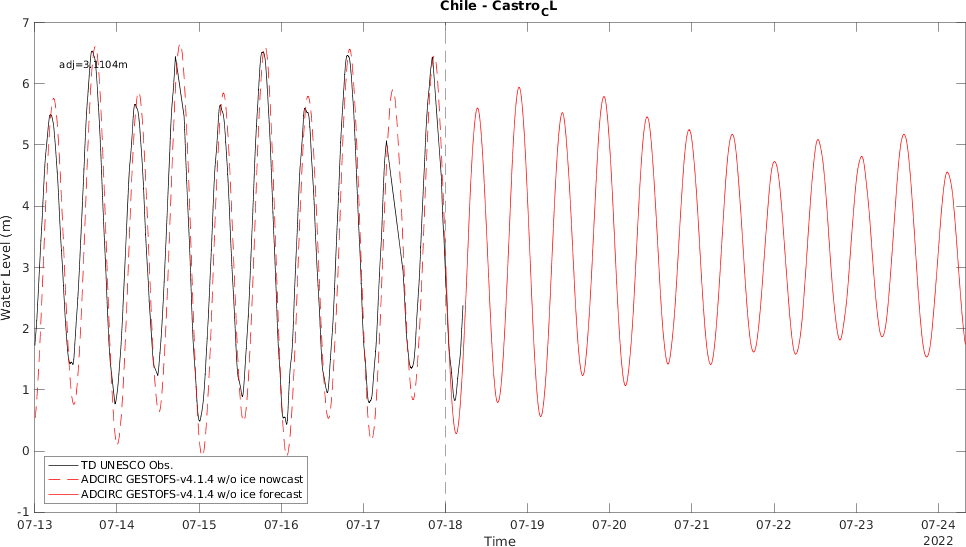 Chile - Castro_CL
adj=3.1104m
7
6
5
4
3
2
1
0
-1
Water Level (m)
TD UNESCO Obs.
ADCIRC GESTOFS-v4.1.4 w/o ice nowcast
ADCIRC GESTOFS-v4.1.4 w/o ice forecast
07-13 07-14 07-15 07-16 07-17 07-18 07-19 07-20 07-21 07-22 07-23 07-24
Time
2022